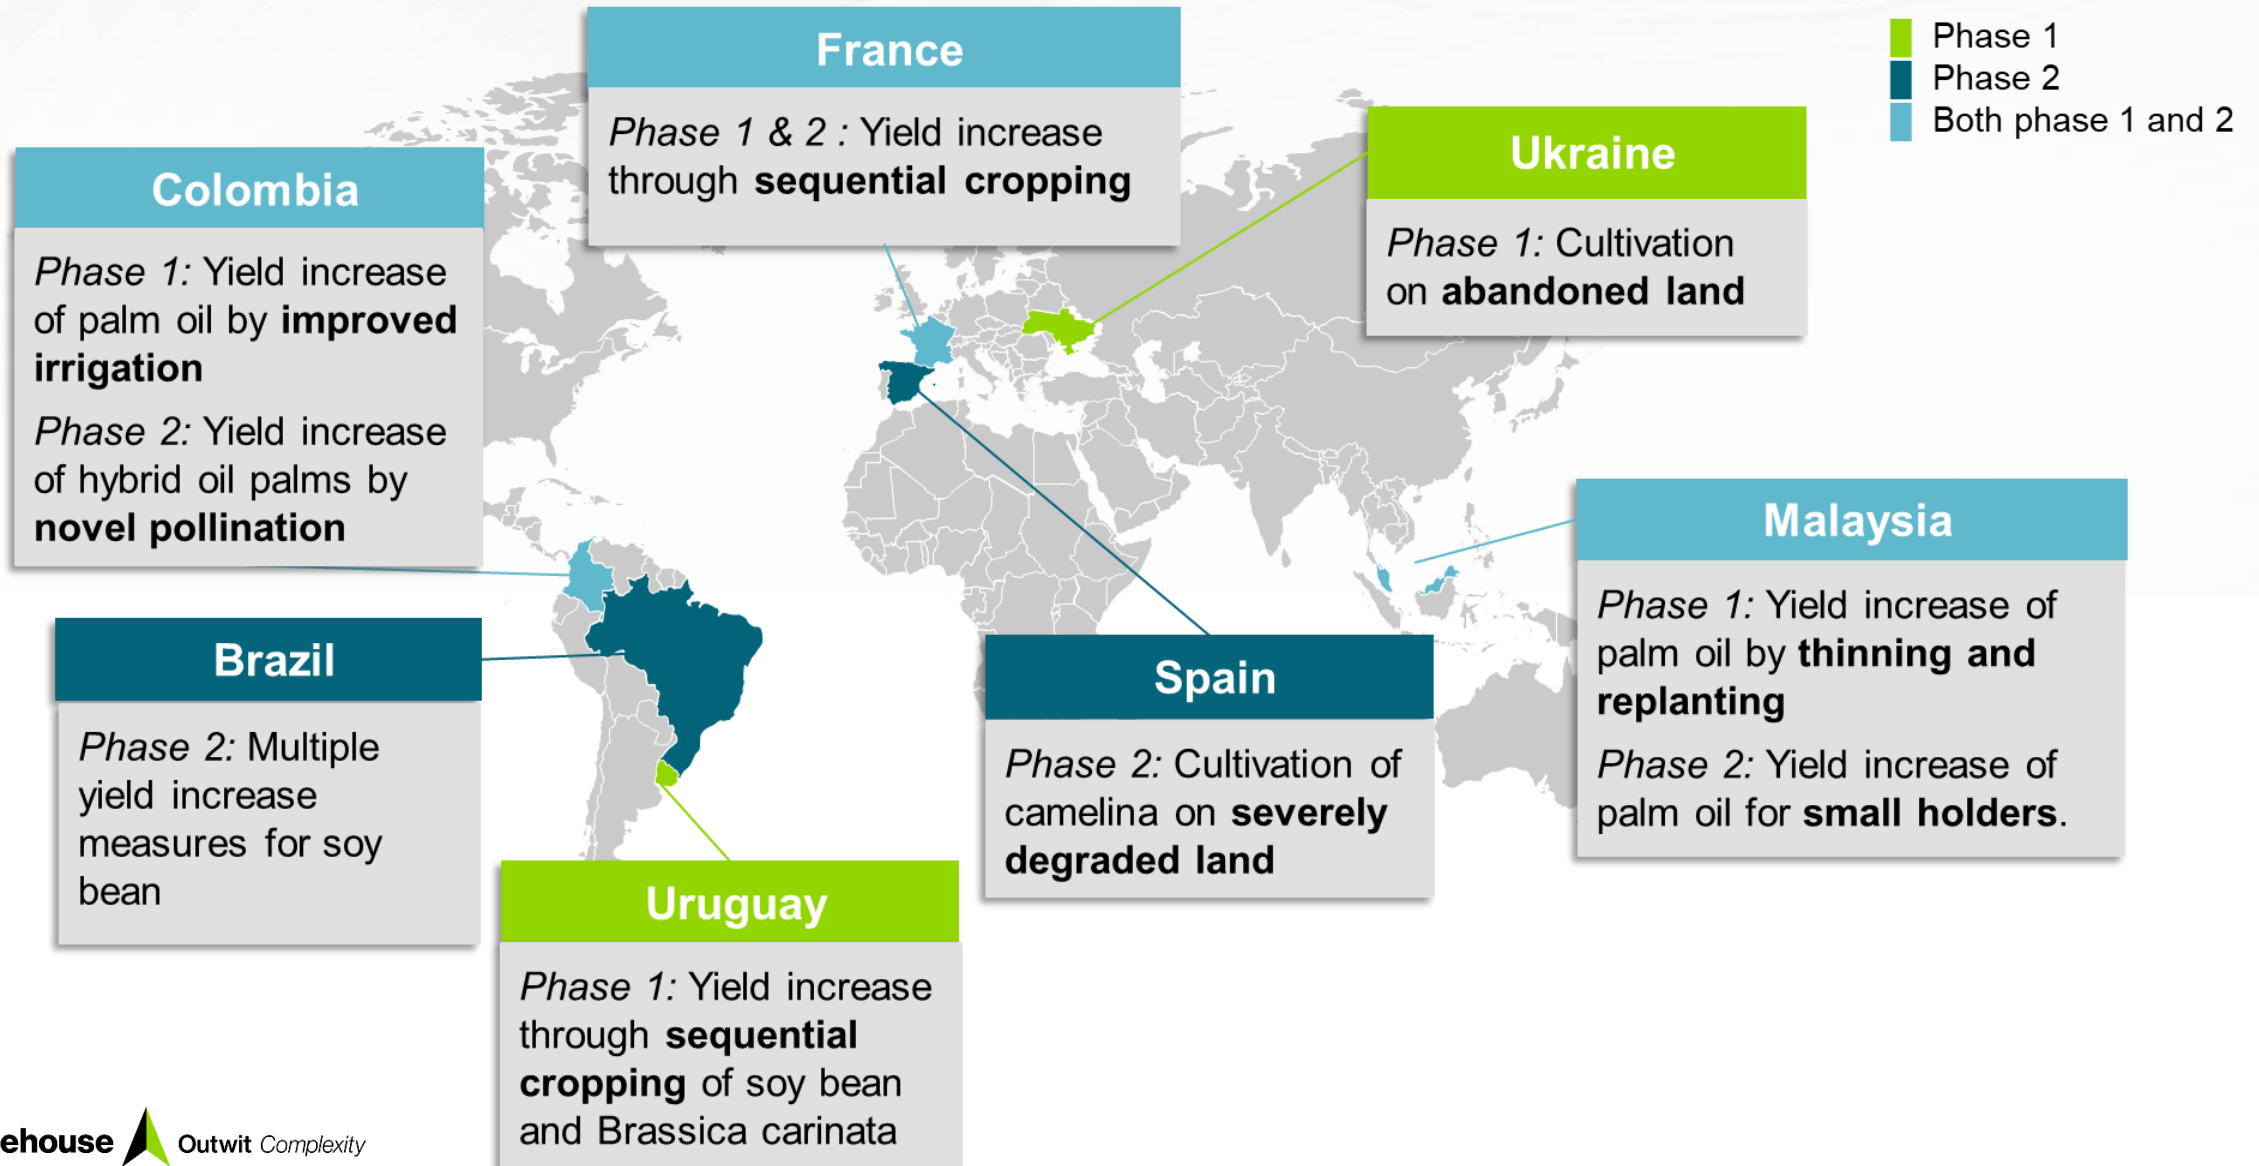 France
Phase 1 & 2 : Yield increase
through sequential cropping
Phase 1
Phase 2
Both phase 1 and 2
Ukraine
Phase 1: Cultivation
on abandoned land
Colombia
Phase 1: Yield increase
of palm oil by improved
irrigation
Phase 2: Yield increase
of hybrid oil palms by
novel pollination
Malaysia
Phase 1: Yield increase of
palm oil by thinning and
replanting
Phase 2: Yield increase of
palm oil for small holders.
Brazil
Phase 2: Multiple
yield increase
measures for soy
bean
Spain
Phase 2: Cultivation of
camelina on severely
degraded land
Uruguay
Phase 1: Yield increase
through sequential
cropping of soy bean
and Brassica carinata
ehouse Outwit Complexity